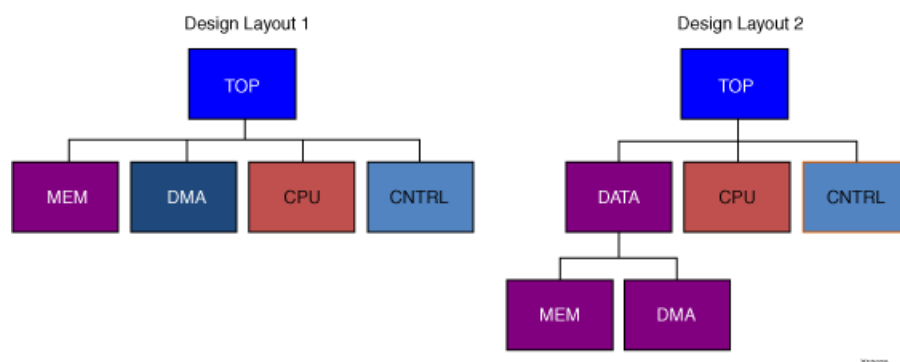 Design Layout 1
TOP
MEM
DMA
CPU
CNTRL
Design Layout 2
TOP
DATA
CPU
CNTRL
MEM
DMA